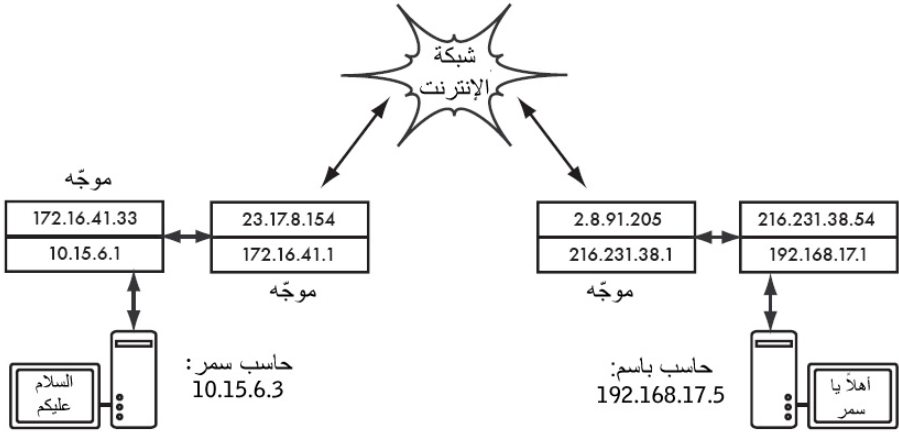 شبكة
الإنترنت
موجّه
172.16.41.33
10.15.6.1
23.17.8.154
172.16.41.1
موجّه
2.8.91.205
216.231.38.1
موجّه
216.231.38.54
192.168.17.1
السلام
عليكم
حاسب سمر:
10.15.6.3
حاسب باسم:
192.168.17.5
أهلاً يا
سمر